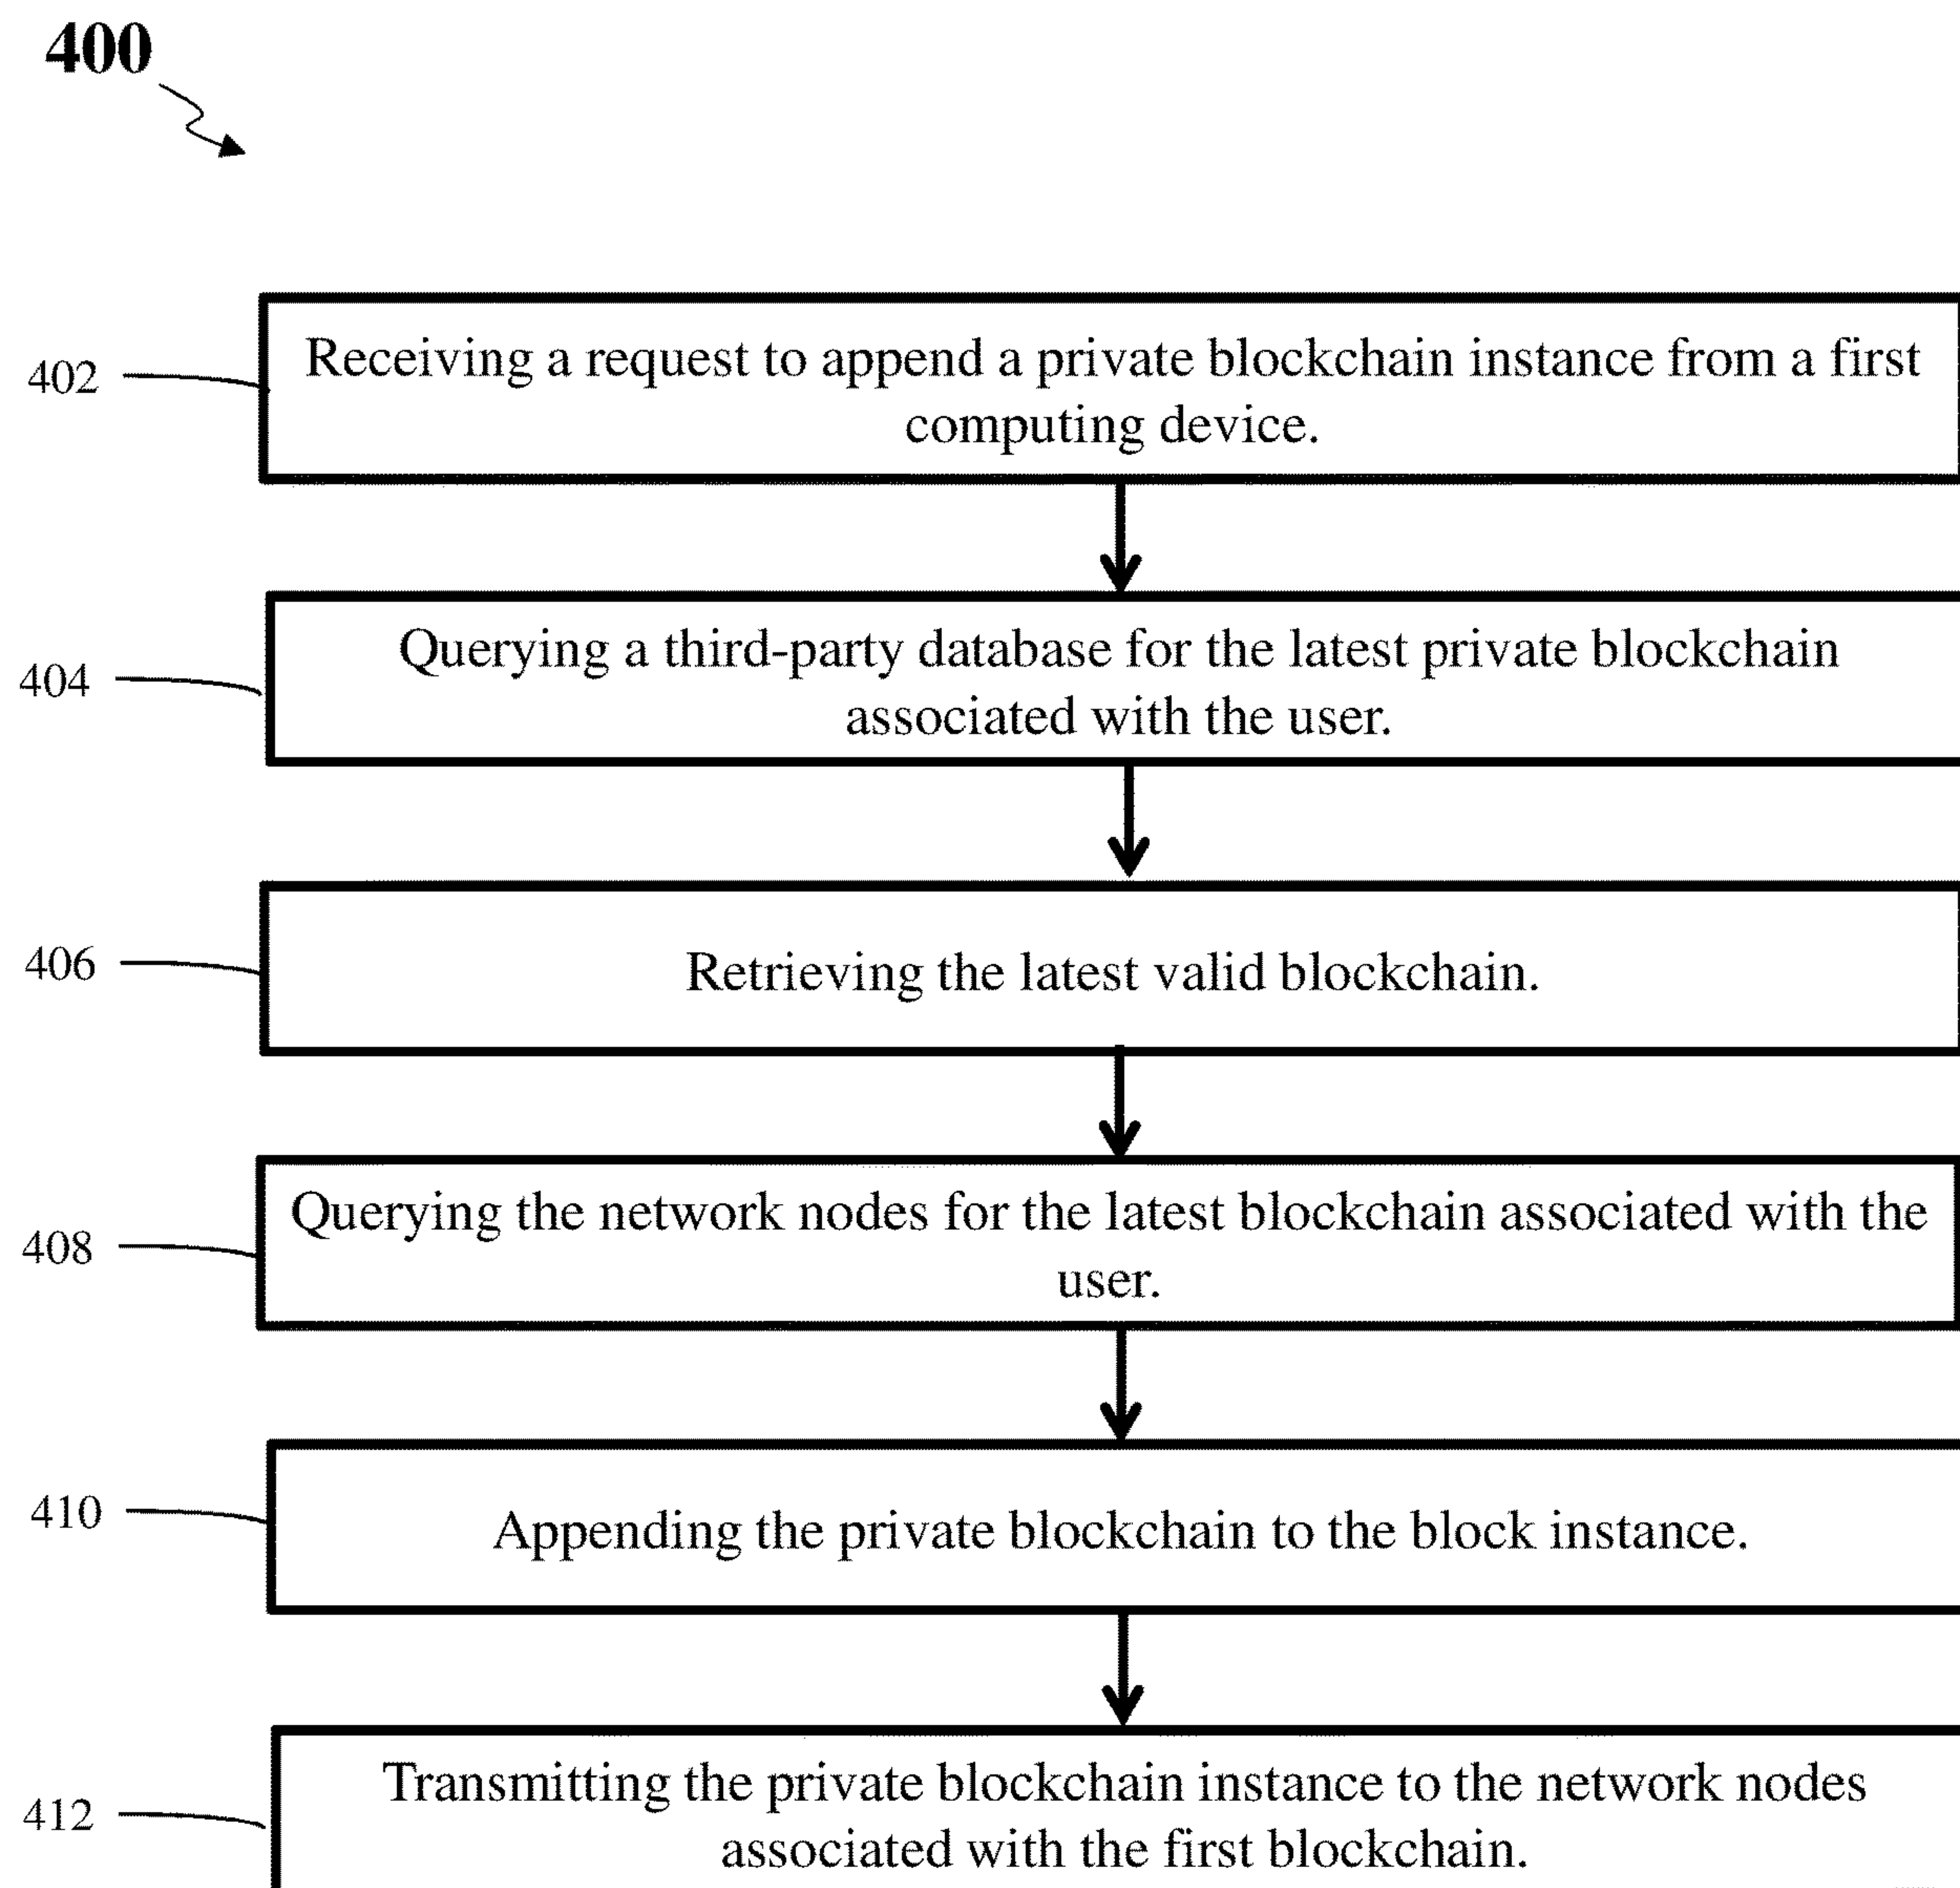 400
402
Receiving a request to append a private blockchain instance from a first
computing device.
404
Querying a third-party database for the latest private blockchain
associated with the user.
406
Retrieving the latest valid blockchain.
408
Querying the network nodes for the latest blockchain associated with the
user.
410
Appending the private blockchain to the block instance.
412
Transmitting the private blockchain instance to the network nodes
associated with the first blockchain.